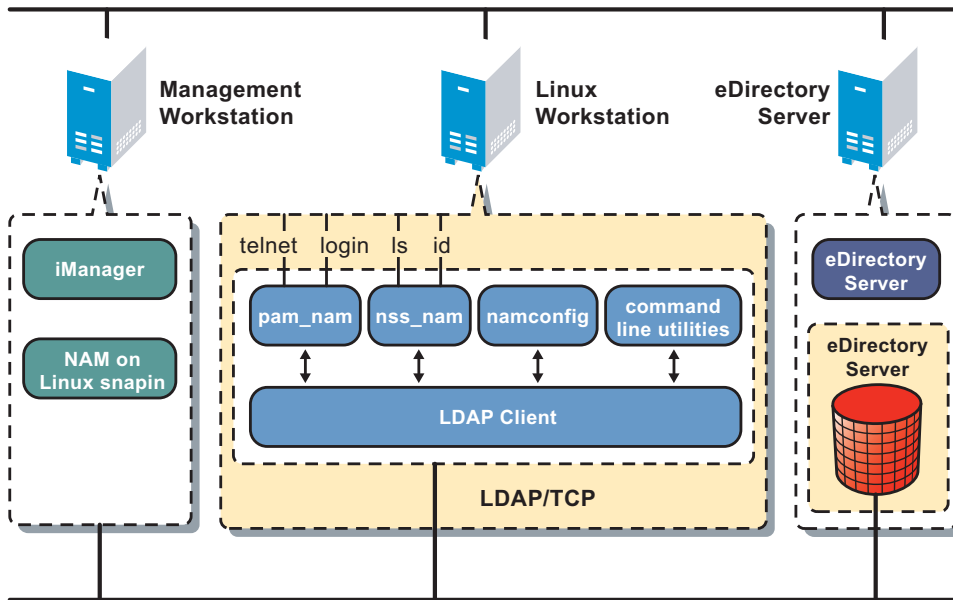 Management
Workstation
Linux
Workstation
eDirectory
Server
iManager
NAM on
Linux snapin
telnet login ls id
pam_nam
nss_nam
namconfig
command
line utilities
LDAP Client
LDAP/TCP
eDirectory
Server
eDirectory
Server